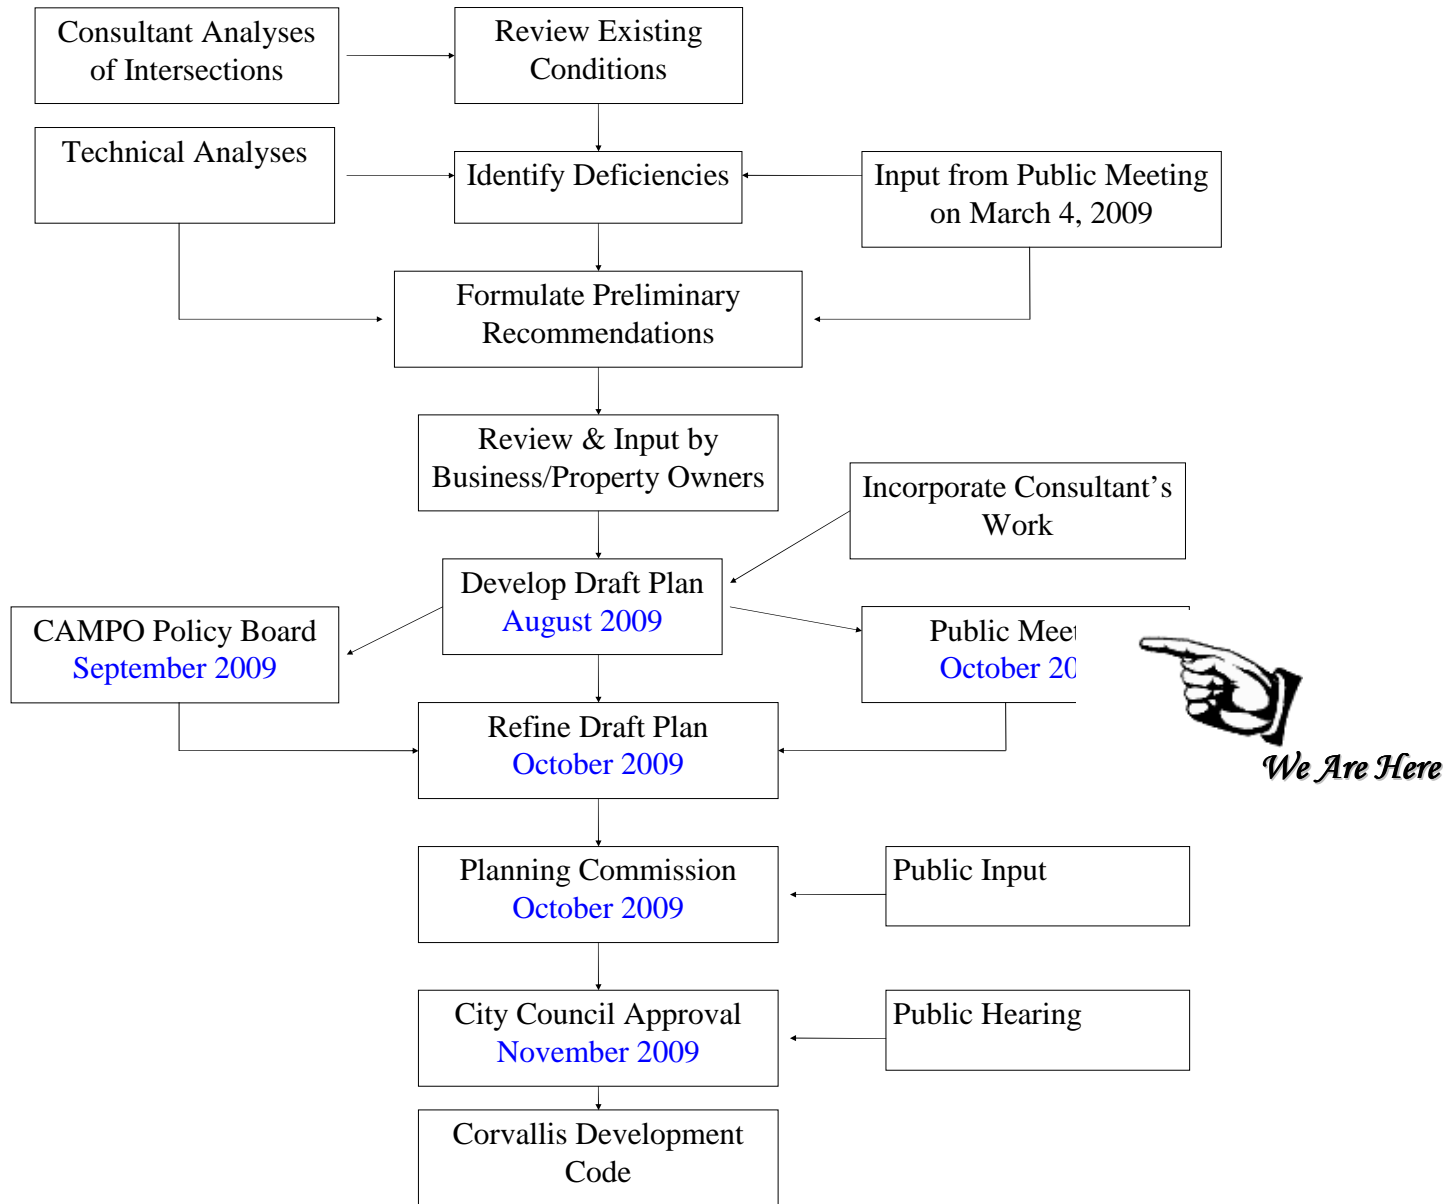 Consultant Analyses
of Intersections
Review Existing
Conditions
Technical Analyses
Identify Deficiencies
Input from Public Meeting
on March 4, 2009
Formulate Preliminary
Recommendations
Review & Input by
Business/Property Owners
Incorporate Consultant’s
Work
Develop Draft Plan
August 2009
CAMPO Policy Board
September 2009
Public
October
We Are Here
Refine Draft Plan
October 2009
Planning Commission
October 2009
Public Input
City Council Approval
November 2009
Public Hearing
Corvallis Development
Code